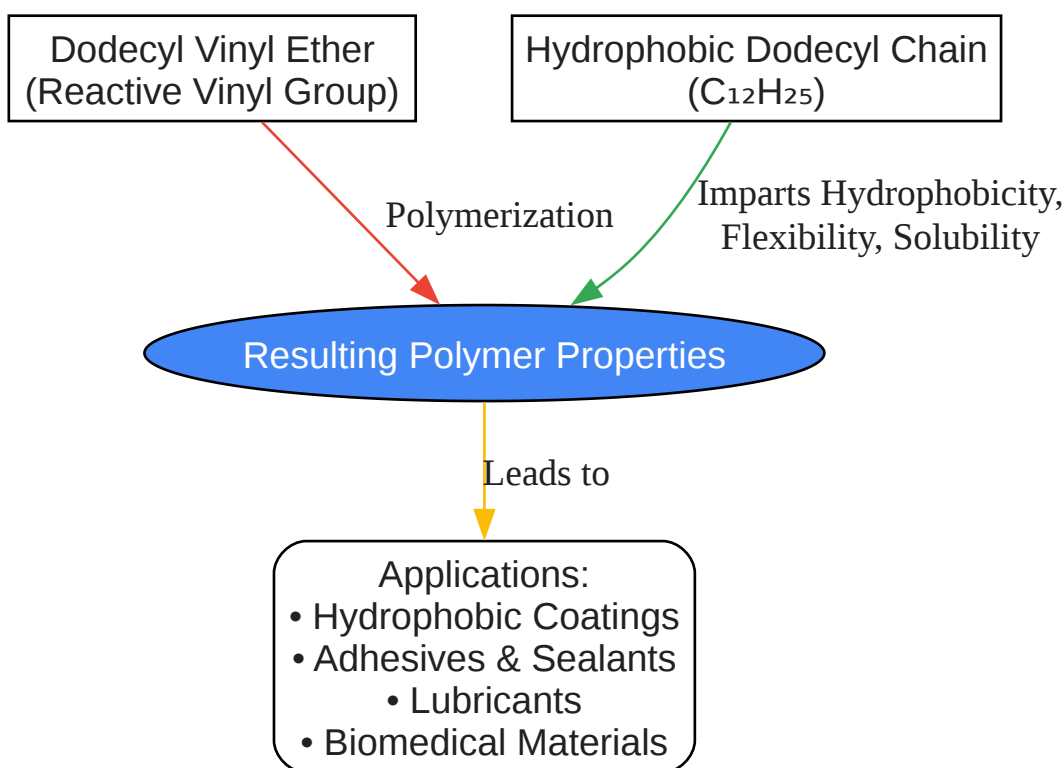 Dodecyl Vinyl Ether
(Reactive Vinyl Group)
Hydrophobic Dodecyl Chain
(C₁₂H₂₅)
Polymerization
Imparts Hydrophobicity,
Flexibility, Solubility
Resulting Polymer Properties
Leads to
Applications:
• Hydrophobic Coatings
• Adhesives & Sealants
• Lubricants
• Biomedical Materials